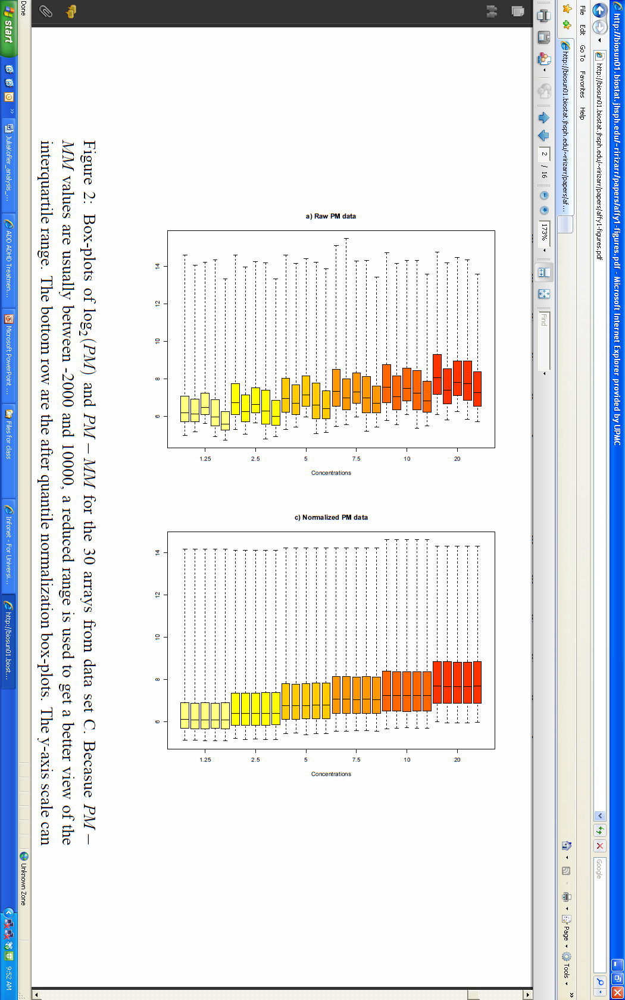 http://biosun01.biostat.jhsph.edu/~ririzarr/papers/affy1-figures.pdf - Microsoft Internet Explorer provided by UPMC
http://biosun01.biostat.jhsph.edu/~ririzarr/papers/affy1-figures.pdf
Google
File Edit Go To Favorites Help
http://biosun01.biostat.jhsph.edu/~ririzarr/papers/af...
Page Tools
2 / 16 173% Find
a) Raw PM data
14
12
10
8
6
1.25 2.5 5 7.5 10 20
Concentrations
c) Normalized PM data
14
12
10
8
6
1.25 2.5 5 7.5 10 20
Concentrations
Figure 2: Box-plots of log2(PM) and PM − MM for the 30 arrays from data set C. Becasue PM −
MM values are usually between -2000 and 10000, a reduced range is used to get a better view of the
interquartile range. The bottom row are the after quantile normalization box-plots. The y-axis scale can
Done
Unknown Zone
start
JuliaKofler_analysis_...
ADD ADHD Treatmen...
Microsoft PowerPoint ...
Files for class
Infonet - For Universi...
http://biosun01.biost...
9:52 AM